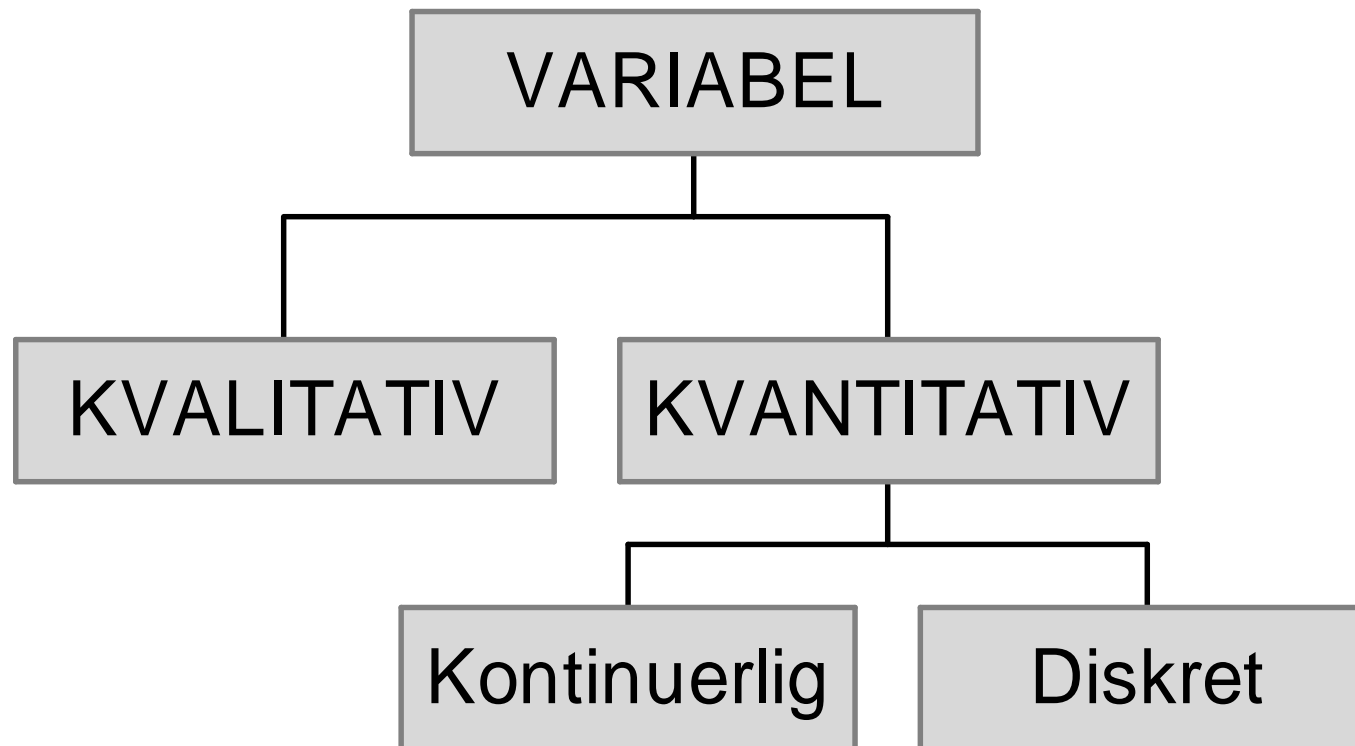 VARIABEL
KVALITATIV
KVANTITATIV
Kontinuerlig
Diskret